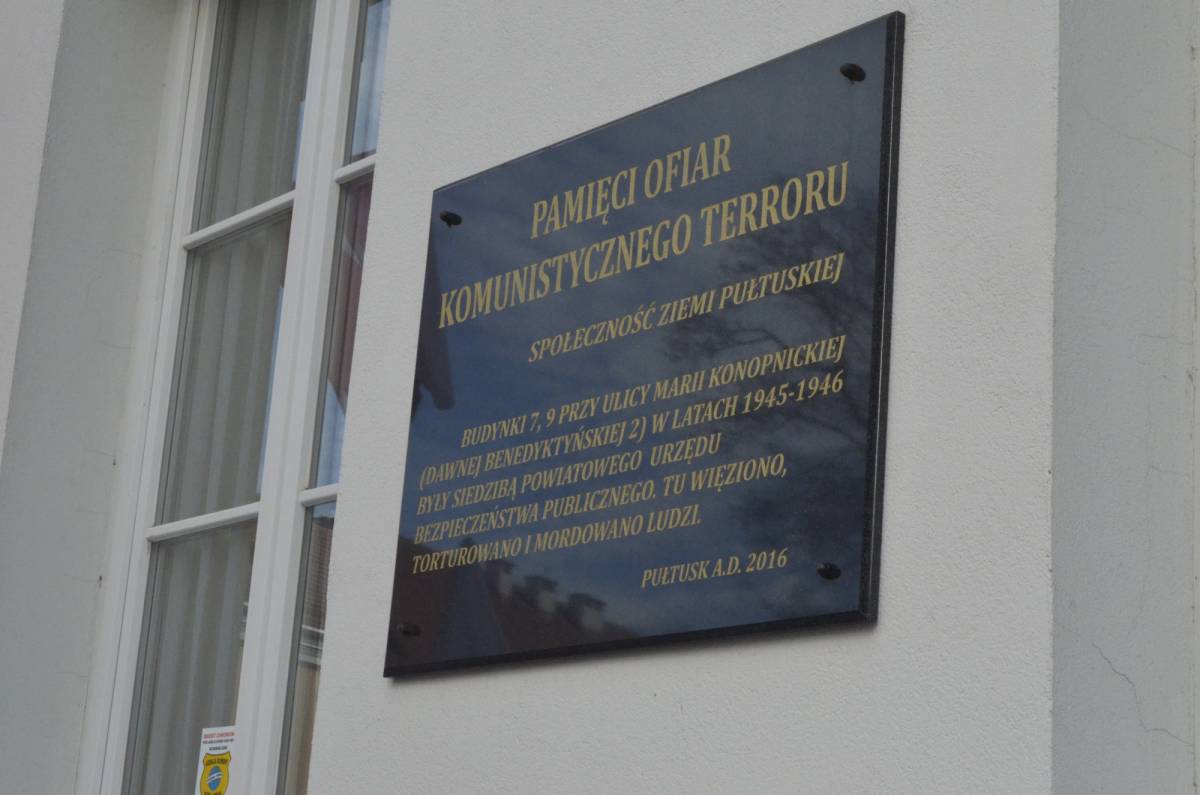 PAMIĘCI OFIAR
KOMUNISTYCZNEGO TERRORU
SPOŁECZNOŚĆ ZIEMI PUŁTUSKIEJ
BUDYNKI 7, 9 PRZY ULICY MARII KONOPNICKIEJ
(DAWNEJ BENEDYKTYŃSKIEJ 2) W LATACH 1945-1946
BYŁY SIEDZIBĄ POWIATOWEGO URZĘDU
BEZPIECZEŃSTWA PUBLICZNEGO. TU WIĘZIONO,
TORTUROWANO I MORDOWANO LUDZI.
PUŁTUSK A.D. 2016